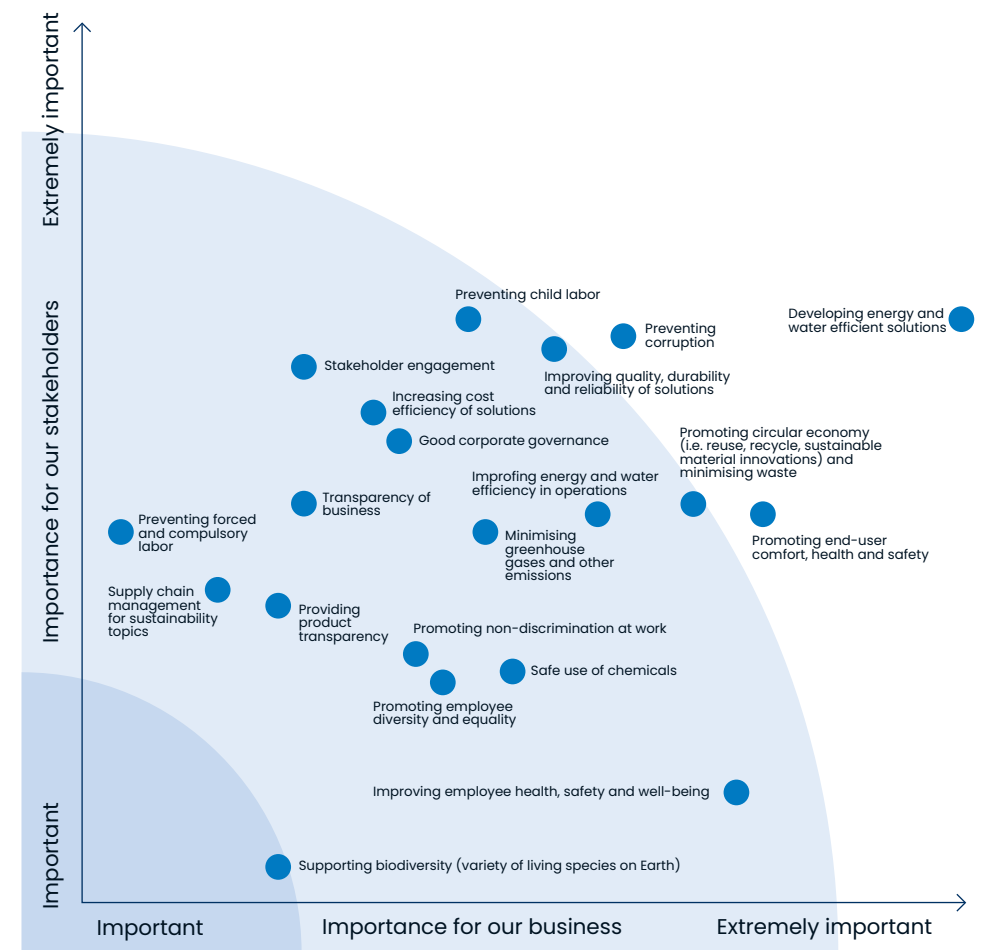 Extremely important
Importance for our stakeholders
Important
Preventing child labor
Developing energy and
water efficient solutions
Preventing
corruption
Stakeholder engagement
Improving quality, durability
and reliability of solutions
Increasing cost
efficiency of solutions
Good corporate governance
Promoting circular economy
(i.e. reuse, recycle, sustainable
material innovations) and
minimising waste
Improfing energy and water
efficiency in operations
Transparency of
business
Preventing forced
and compulsory
labor
Minimising
greenhouse
gases and other
emissions
Promoting end-user
comfort, health and safety
Supply chain
management
for sustainability
topics
Providing
product
transparency
Promoting non-discrimination at work
Safe use of chemicals
Promoting employee
diversity and equality
Improving employee health, safety and well-being
Supporting biodiversity (variety of living species on Earth)
Important
Importance for our business
Extremely important